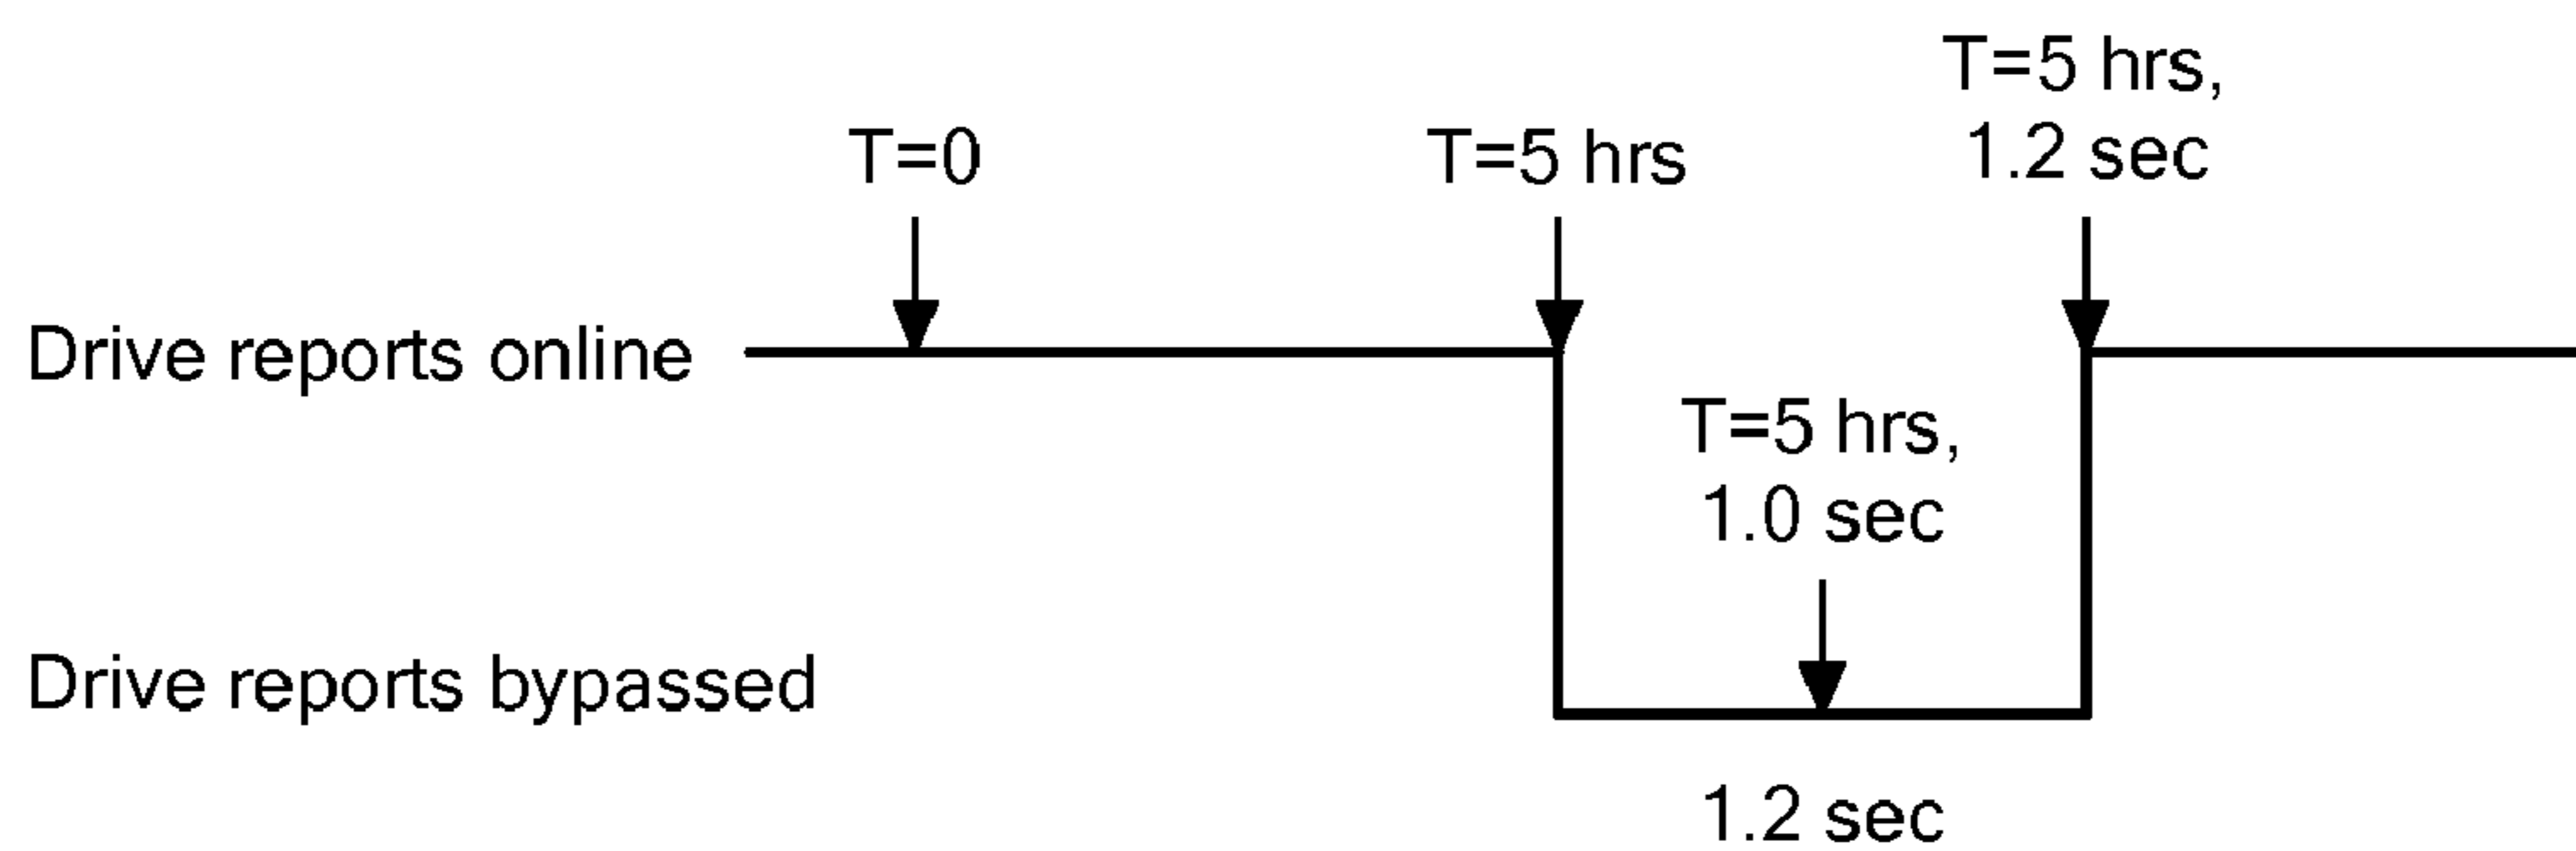 T=5 hrs,
1.2 sec
T=0
T=5 hrs
Drive reports online
T=5 hrs,
1.0 sec
Drive reports bypassed
1.2 sec